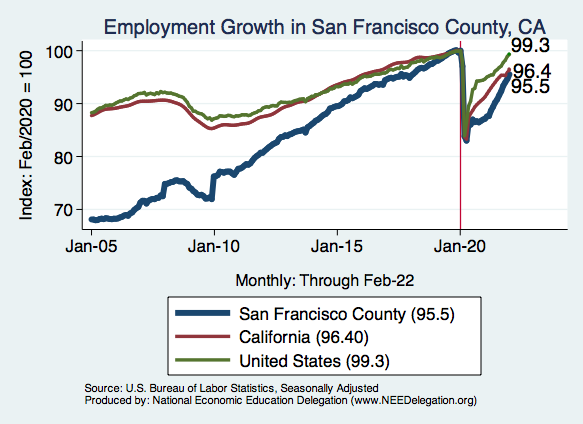 Employment Growth in San Francisco County, CA
Index: Feb/2020 = 100
100
90
80
70
99.3
96.4
95.5
Jan-05 Jan-10 Jan-15 Jan-20
Monthly: Through Feb-22
San Francisco County (95.5)
California (96.40)
United States (99.3)
Source: U.S. Bureau of Labor Statistics, Seasonally Adjusted
Produced by: National Economic Education Delegation (www.NEEDelegation.org)